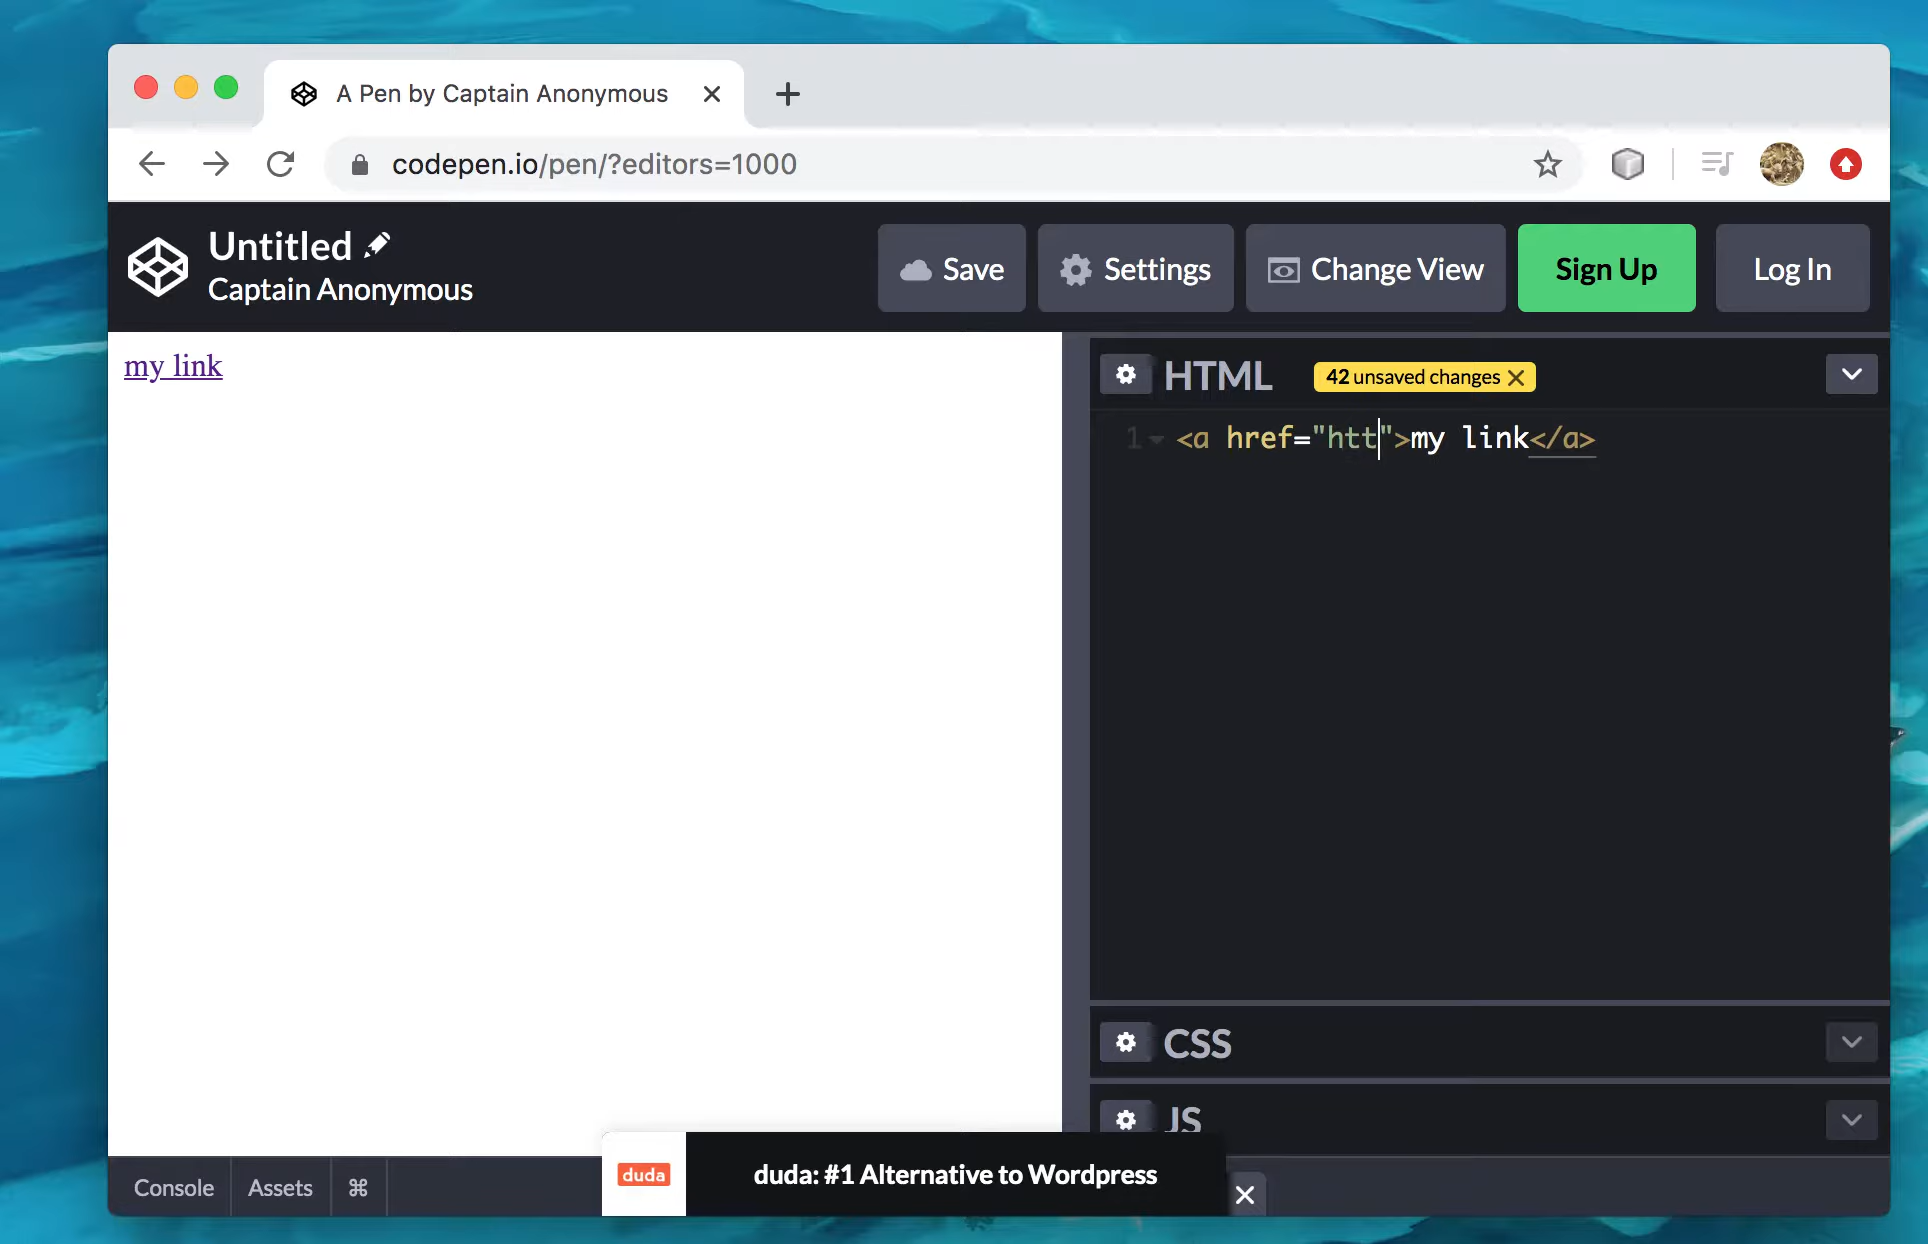 A Pen by Captain Anonymous
codepen.io/pen/?editors=1000
Untitled
Captain Anonymous
Save
Settings
Change View
Sign Up
Log In
my link
HTML
42 unsaved changes
1 <a href="htt">my link</a>
CSS
JS
Console
Assets
⌘
duda
duda: #1 Alternative to Wordpress